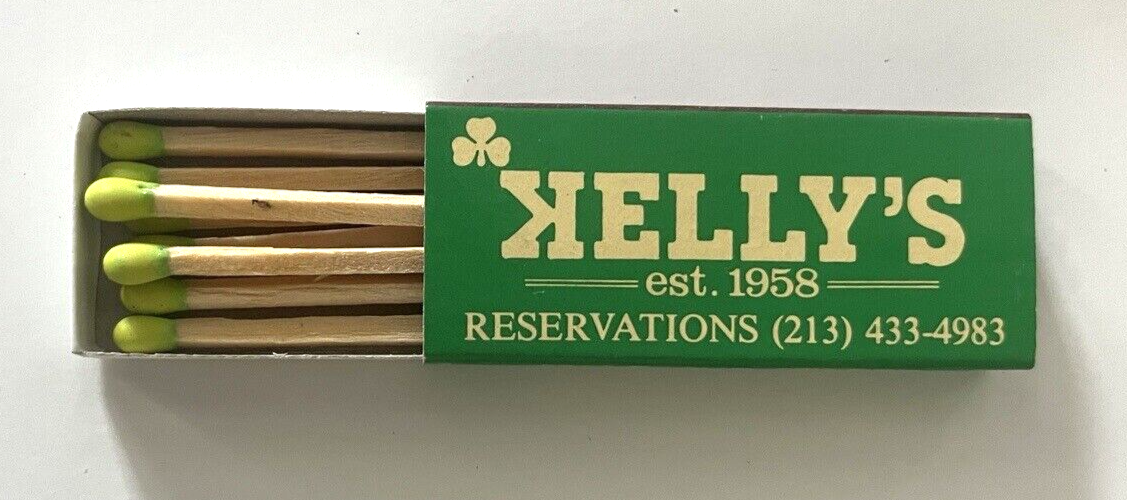 KELLY'S
est. 1958
RESERVATIONS (213) 433-4983